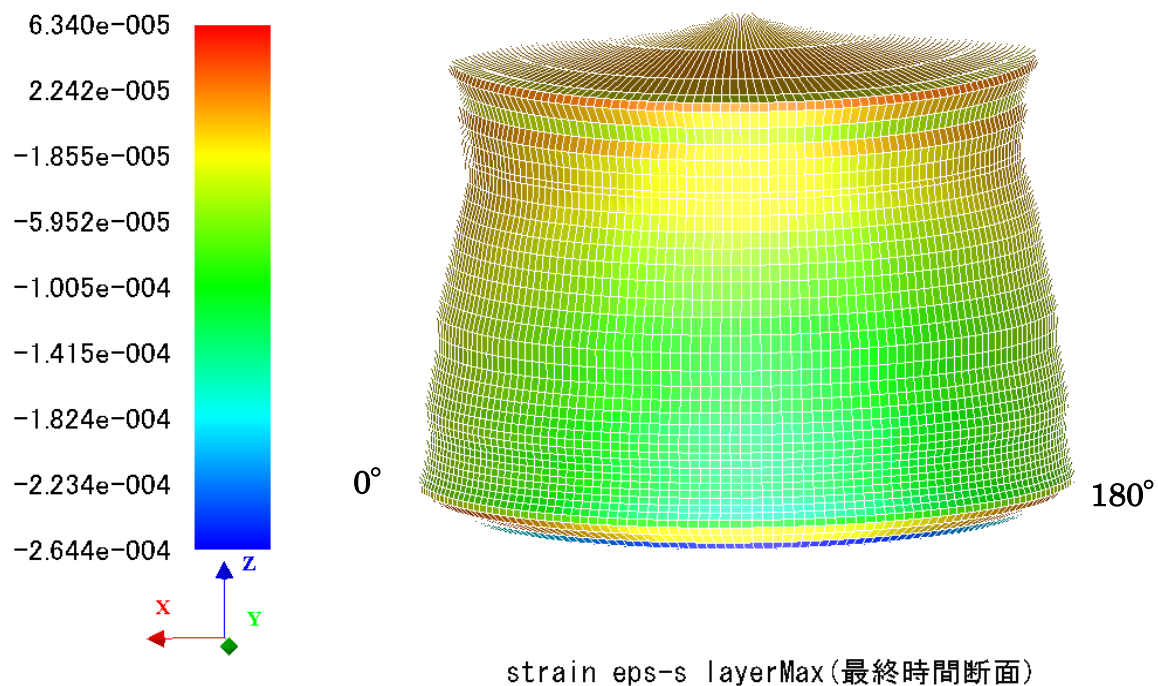 6.340e-005
2.242e-005
-1.855e-005
-5.952e-005
-1.005e-004
-1.415e-004
-1.824e-004
-2.234e-004
-2.644e-004
Z
X
Y
0°
180°
strain eps-s layerMax(最終時間断面)